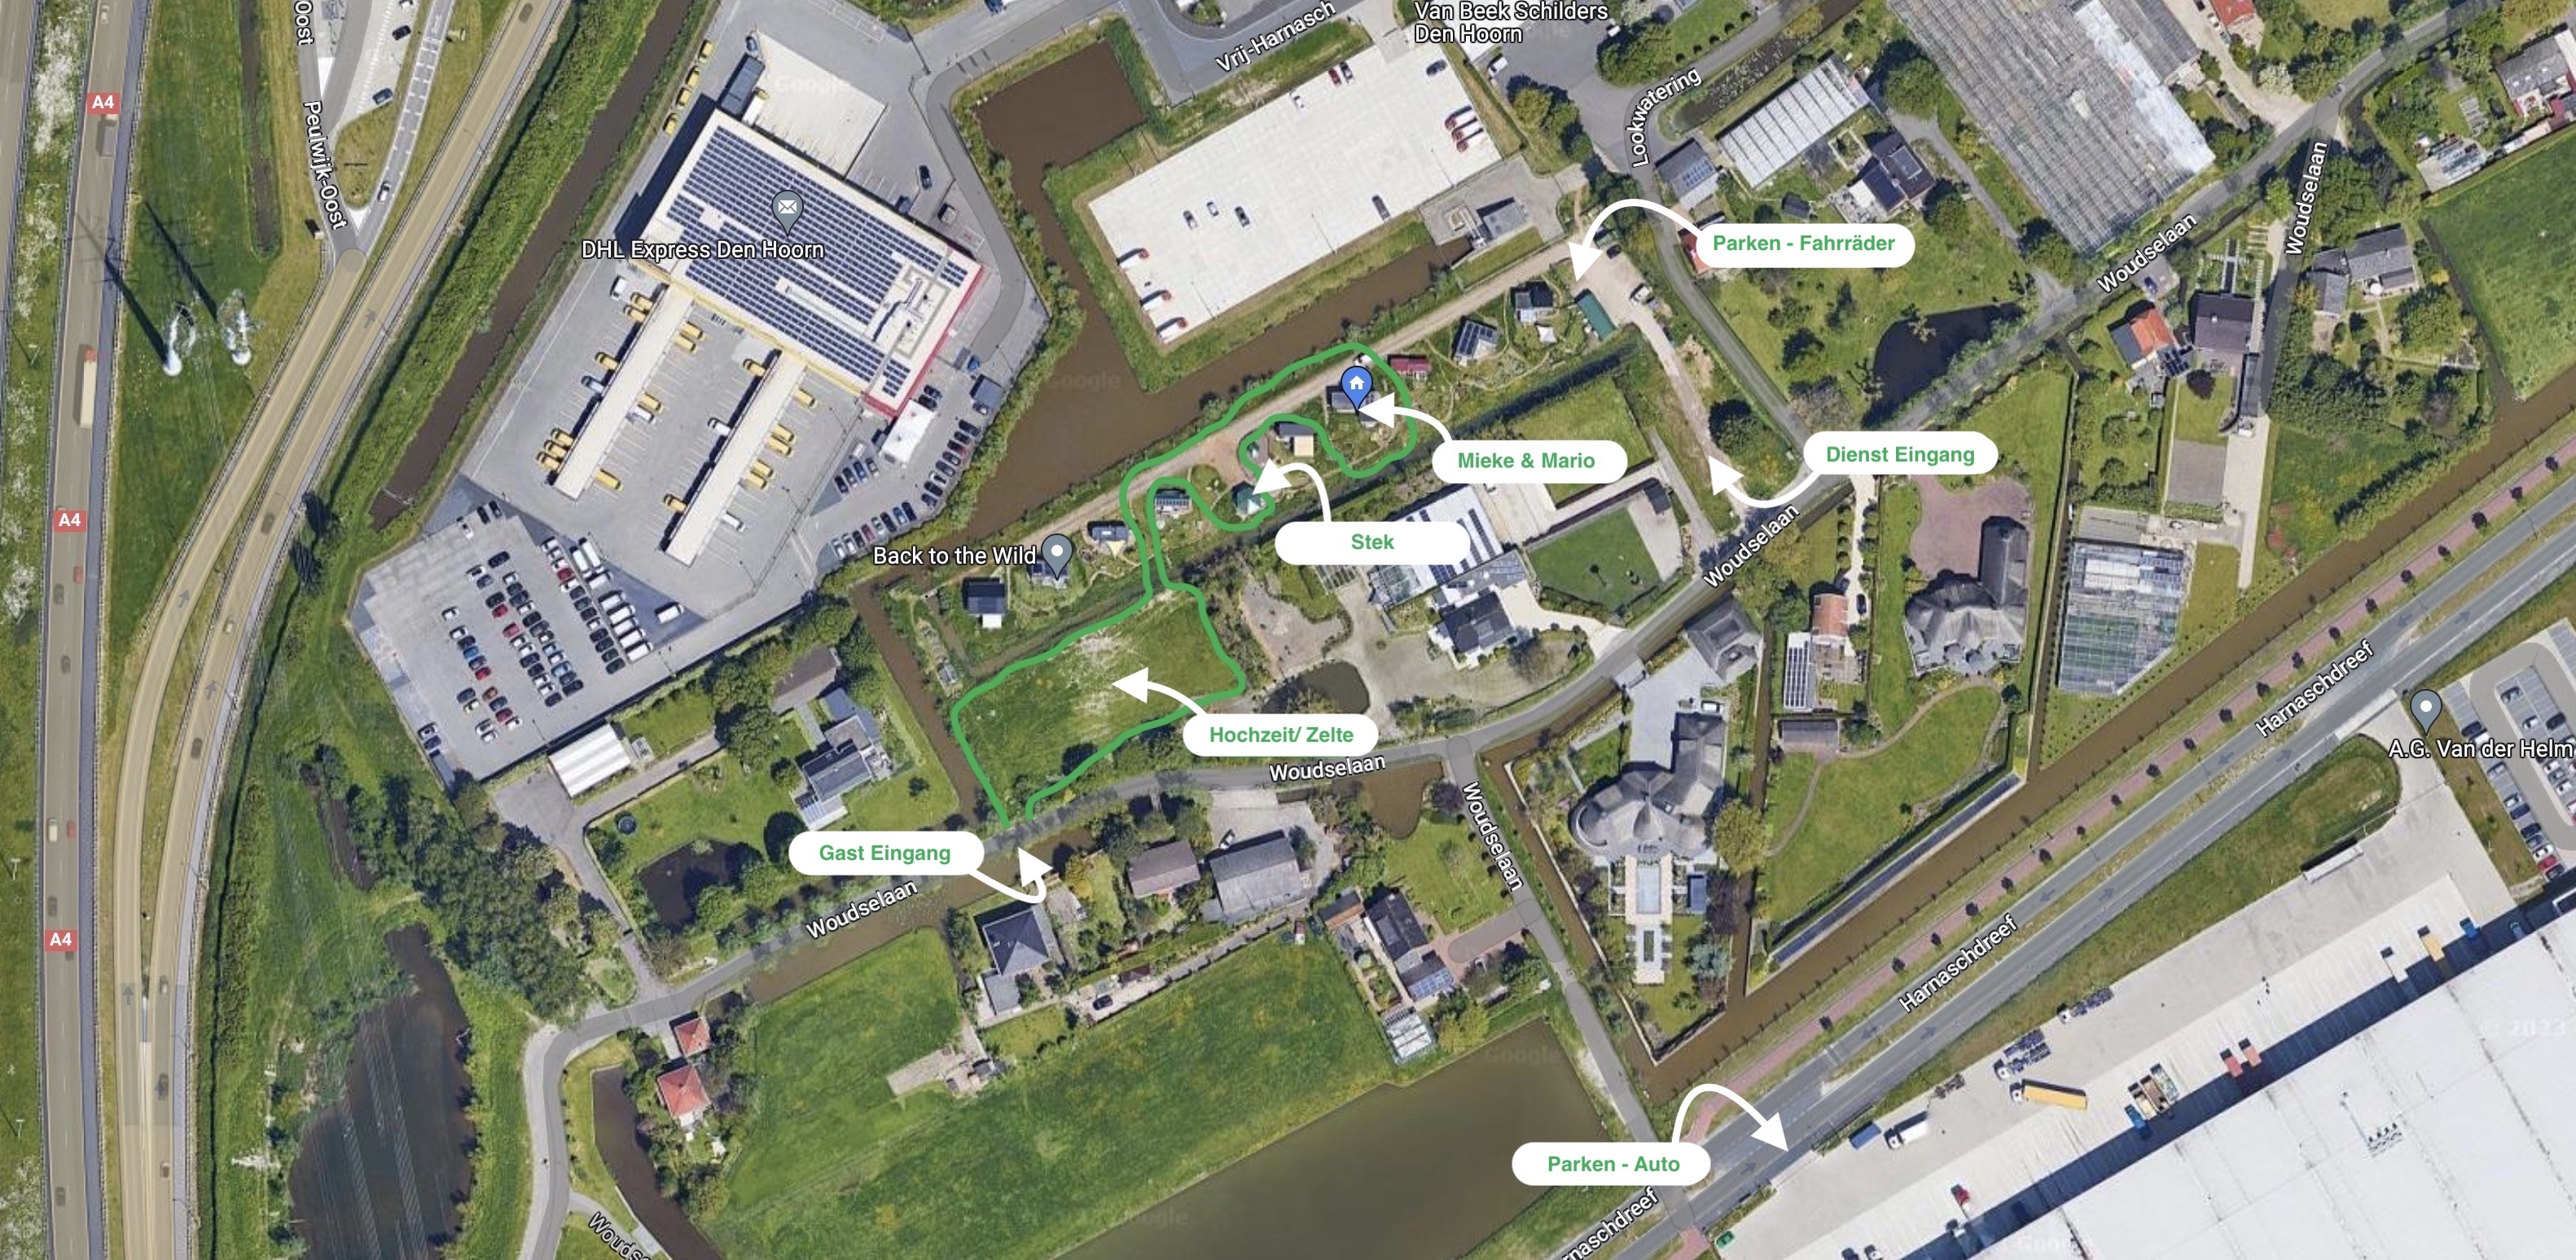 Oost
Peulwijk-Oost
A4
A4
A4
DHL Express Den Hoorn
Vrij-Harnasch
Van Beek Schilders
Den Hoorn
Lookwatering
Parken - Fahrräder
Woudselaan
Woudselaan
Mieke & Mario
Dienst Eingang
Stek
Woudselaan
Back to the Wild
Hochzeit/ Zelte
Woudselaan
Woudselaan
Gast Eingang
Woudselaan
Harnaschdreef
A.G. Van der Helm
Harnaschdreef
Parken - Auto